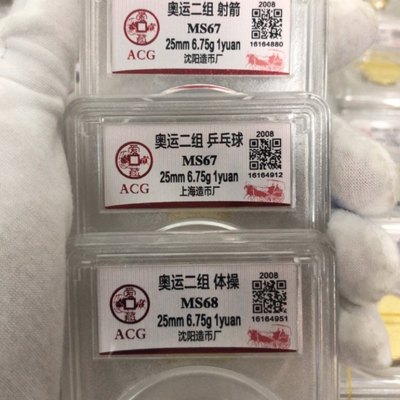 奥运二组 射箭
MS67
25mm 6.75g 1yuan
沈阳造币厂
ACG
2008
16164880
奥运二组 乒乓球
MS67
25mm 6.75g 1yuan
上海造币厂
ACG
2008
16164912
奥运二组 体操
MS68
25mm 6.75g 1yuan
沈阳造币厂
ACG
2008
16164951